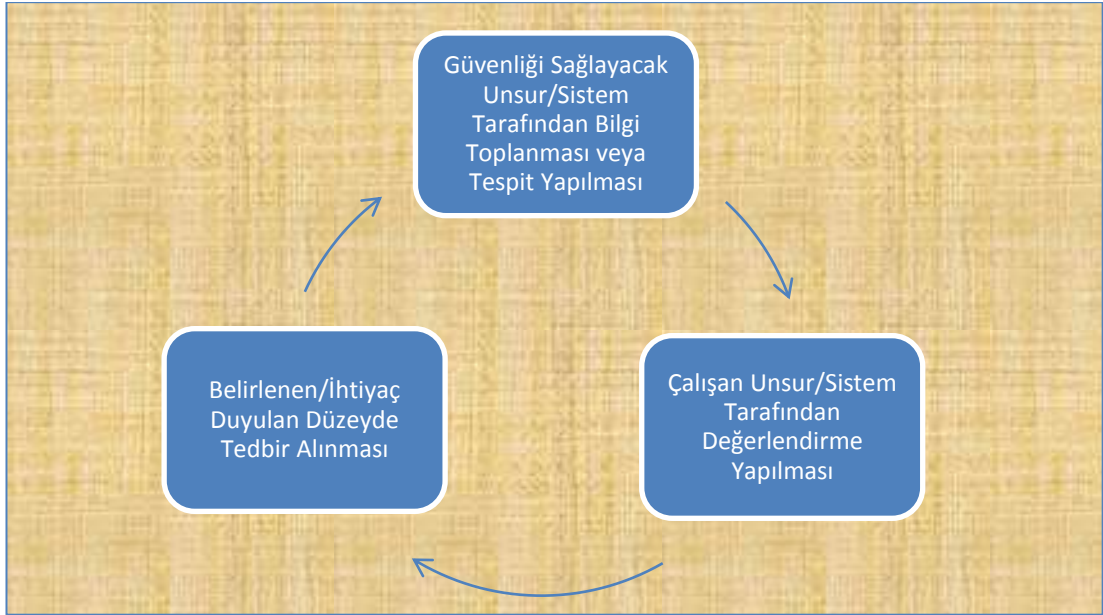 Güvenliği Sağlayacak
Unsur/Sistem
Tarafından Bilgi
Toplanması veya
Tespit Yapılması
Çalışan Unsur/Sistem
Tarafından
Değerlendirme
Yapılması
Belirlenen/İhtiyaç
Duyulan Düzeyde
Tedbir Alınması